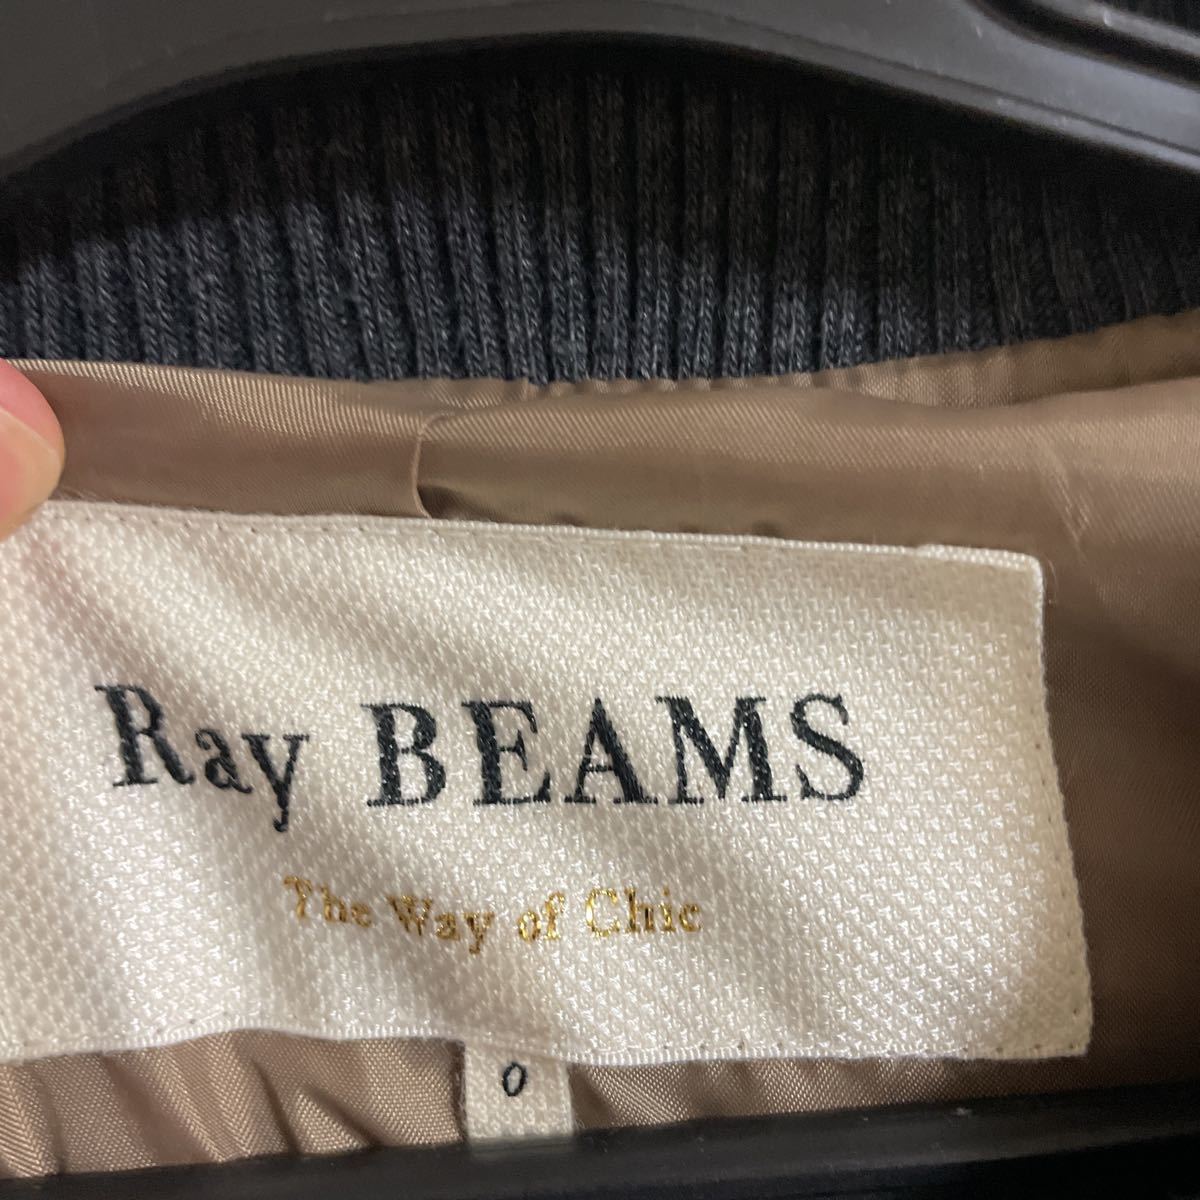 Ray BEAMS
The Way of Chic
0